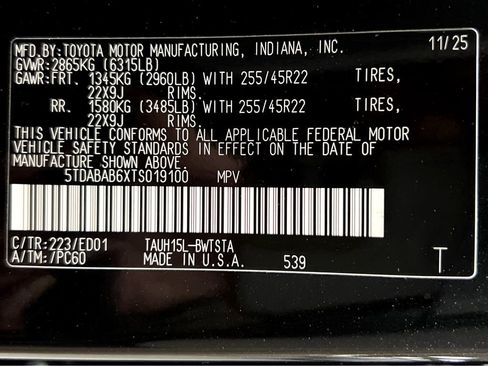 MFD.BY:TOYOTA MOTOR MANUFACTURING, INDIANA, INC. 11/25
GVWR:2865KG (6315LB)
GAWR:FRT. 1345KG (2960LB) WITH 255/45R22 TIRES,
22X9J RIMS.
RR. 1580KG (3485LB) WITH 255/45R22 TIRES,
22X9J RIMS.
THIS VEHICLE CONFORMS TO ALL APPLICABLE FEDERAL MOTOR
VEHICLE SAFETY STANDARDS IN EFFECT ON THE DATE OF
MANUFACTURE SHOWN ABOVE.
5TDABAB6XTS019100 MPV
C/TR:223/ED01 TAUH15L-BWTSTA
A/TM:/PC60 MADE IN U.S.A. 539 T